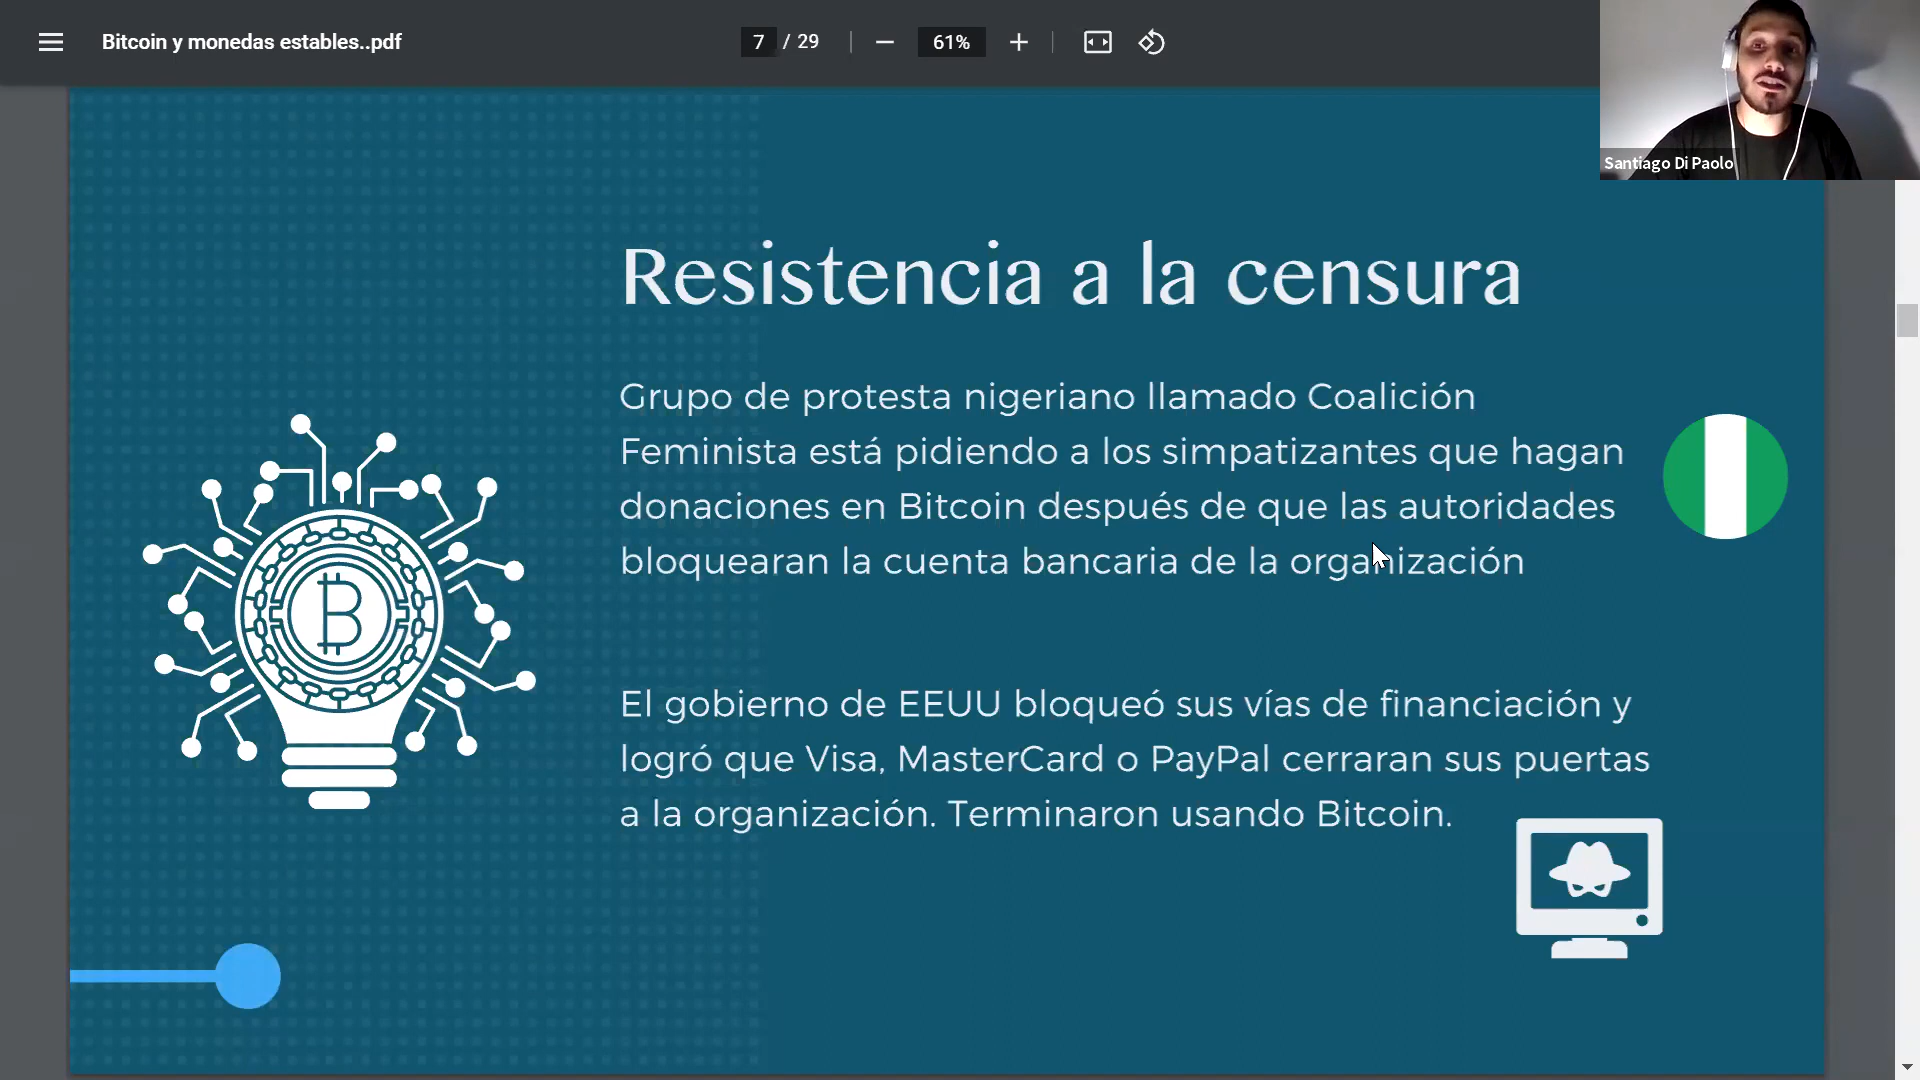 Bitcoin y monedas estables..pdf
7 / 29
61%
Santiago Di Paolo
Resistencia a la censura
Grupo de protesta nigeriano llamado Coalición
Feminista está pidiendo a los simpatizantes que hagan
donaciones en Bitcoin después de que las autoridades
bloquearan la cuenta bancaria de la organización
El gobierno de EEUU bloqueó sus vías de financiación y
logró que Visa, MasterCard o PayPal cerraran sus puertas
a la organización. Terminaron usando Bitcoin.